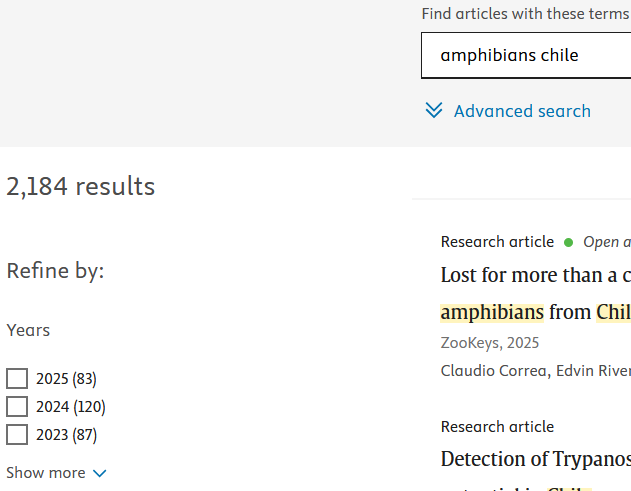 Find articles with these terms
amphibians chile
Advanced search
2,184 results
Refine by:
Years
2025 (83)
2024 (120)
2023 (87)
Show more
Research article
Open a
Lost for more than a c
amphibians from Chil
ZooKeys, 2025
Claudio Correa, Edvin River
Research article
Detection of Trypanos